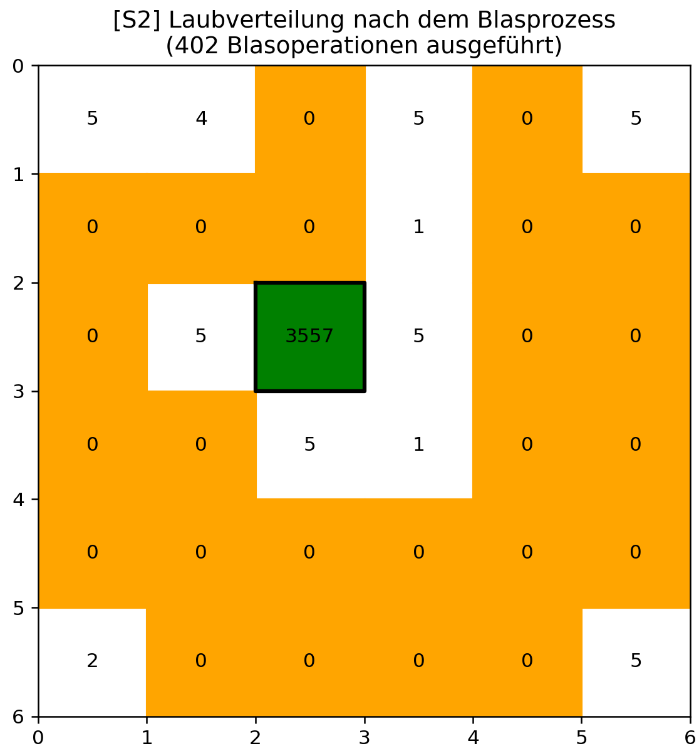 [S2] Laubverteilung nach dem Blasprozess
(402 Blasoperationen ausgeführt)
0
5 4 0 5 0 5
1
0 0 0 1 0 0
2
0 5 3557 5 0 0
3
0 0 5 1 0 0
4
0 0 0 0 0 0
5
2 0 0 0 0 5
6
0 1 2 3 4 5 6